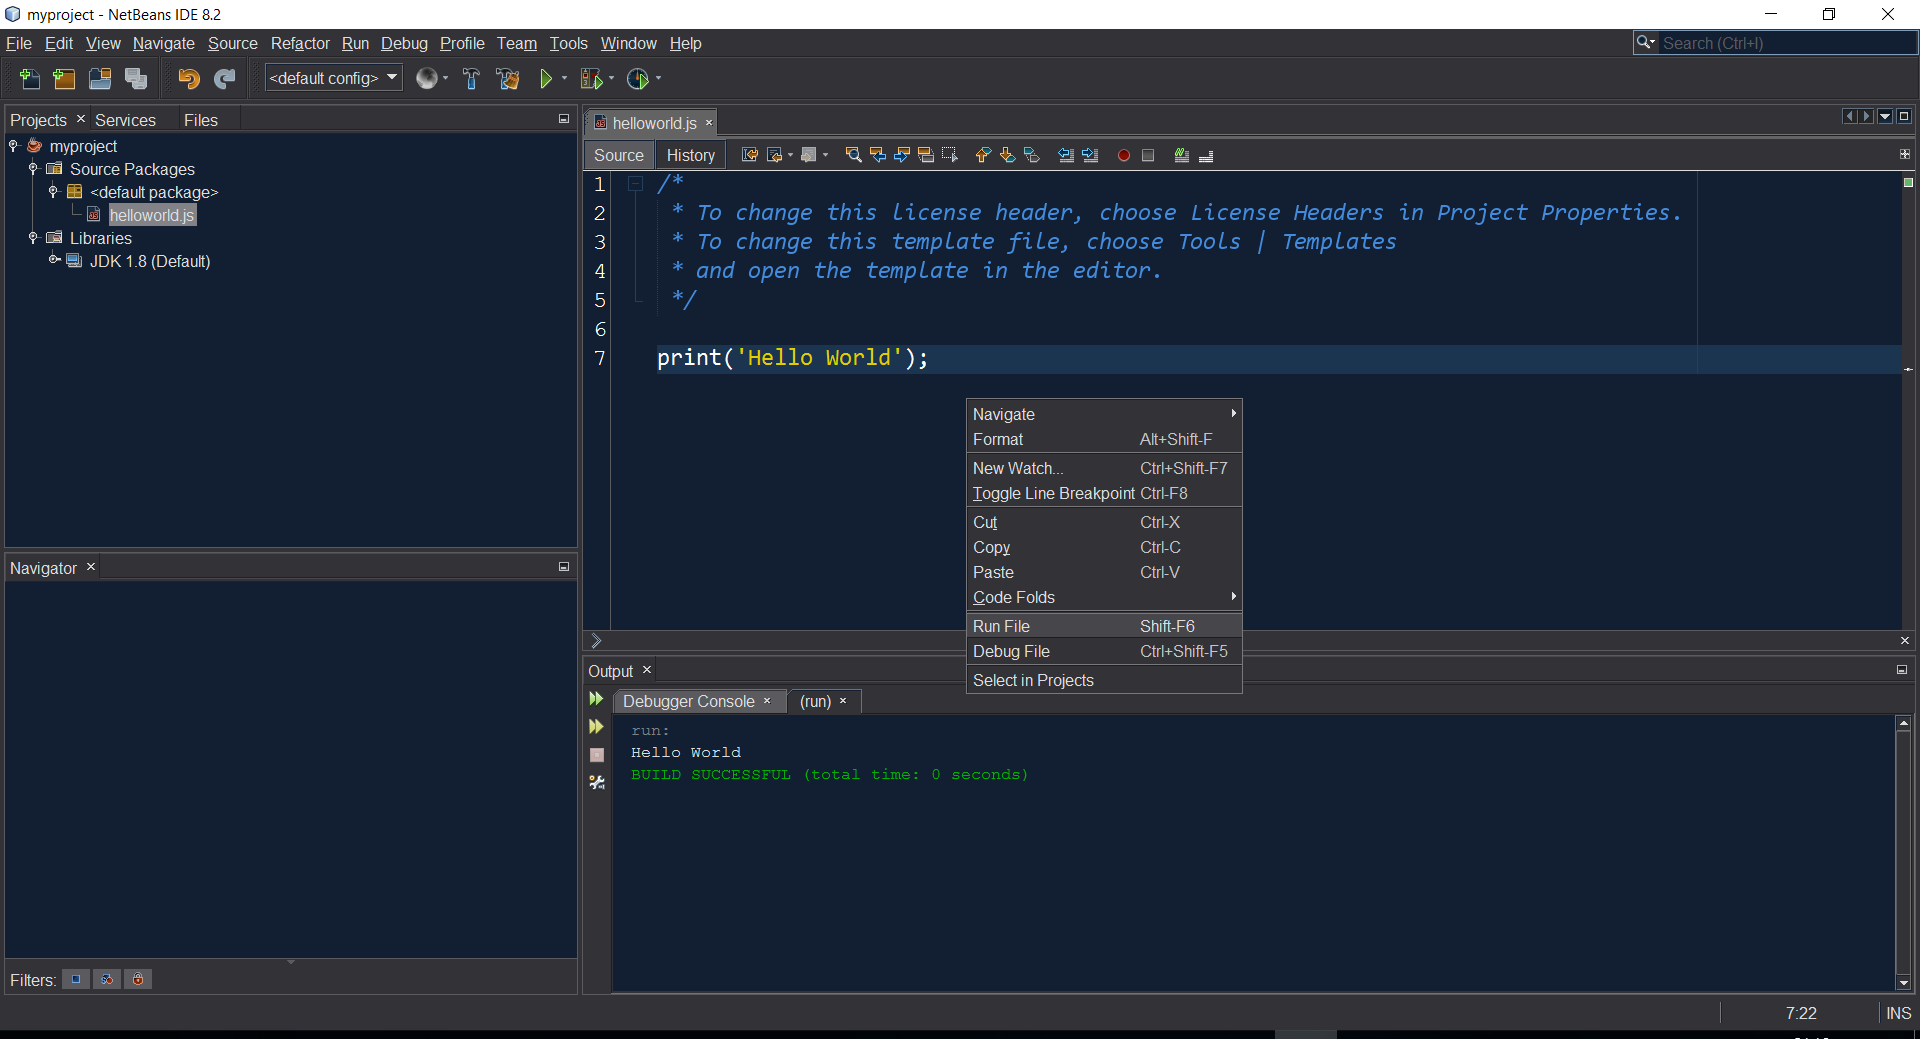 myproject - NetBeans IDE 8.2
File Edit View Navigate Source Refactor Run Debug Profile Team Tools Window Help
Search (Ctrl+I)
<default config>
Projects Services Files
myproject
Source Packages
<default package>
helloworld.js
Libraries
JDK 1.8 (Default)
Navigator
Filters:
helloworld.js
Source History
1 /*
2 * To change this license header, choose License Headers in Project Properties.
3 * To change this template file, choose Tools | Templates
4 * and open the template in the editor.
5 */
6
7 print('Hello World');
Navigate
Format Alt+Shift-F
New Watch... Ctrl+Shift-F7
Toggle Line Breakpoint Ctrl-F8
Cut Ctrl-X
Copy Ctrl-C
Paste Ctrl-V
Code Folds
Run File Shift-F6
Debug File Ctrl+Shift-F5
Select in Projects
Output
Debugger Console (run)
run:
Hello World
BUILD SUCCESSFUL (total time: 0 seconds)
7:22 INS